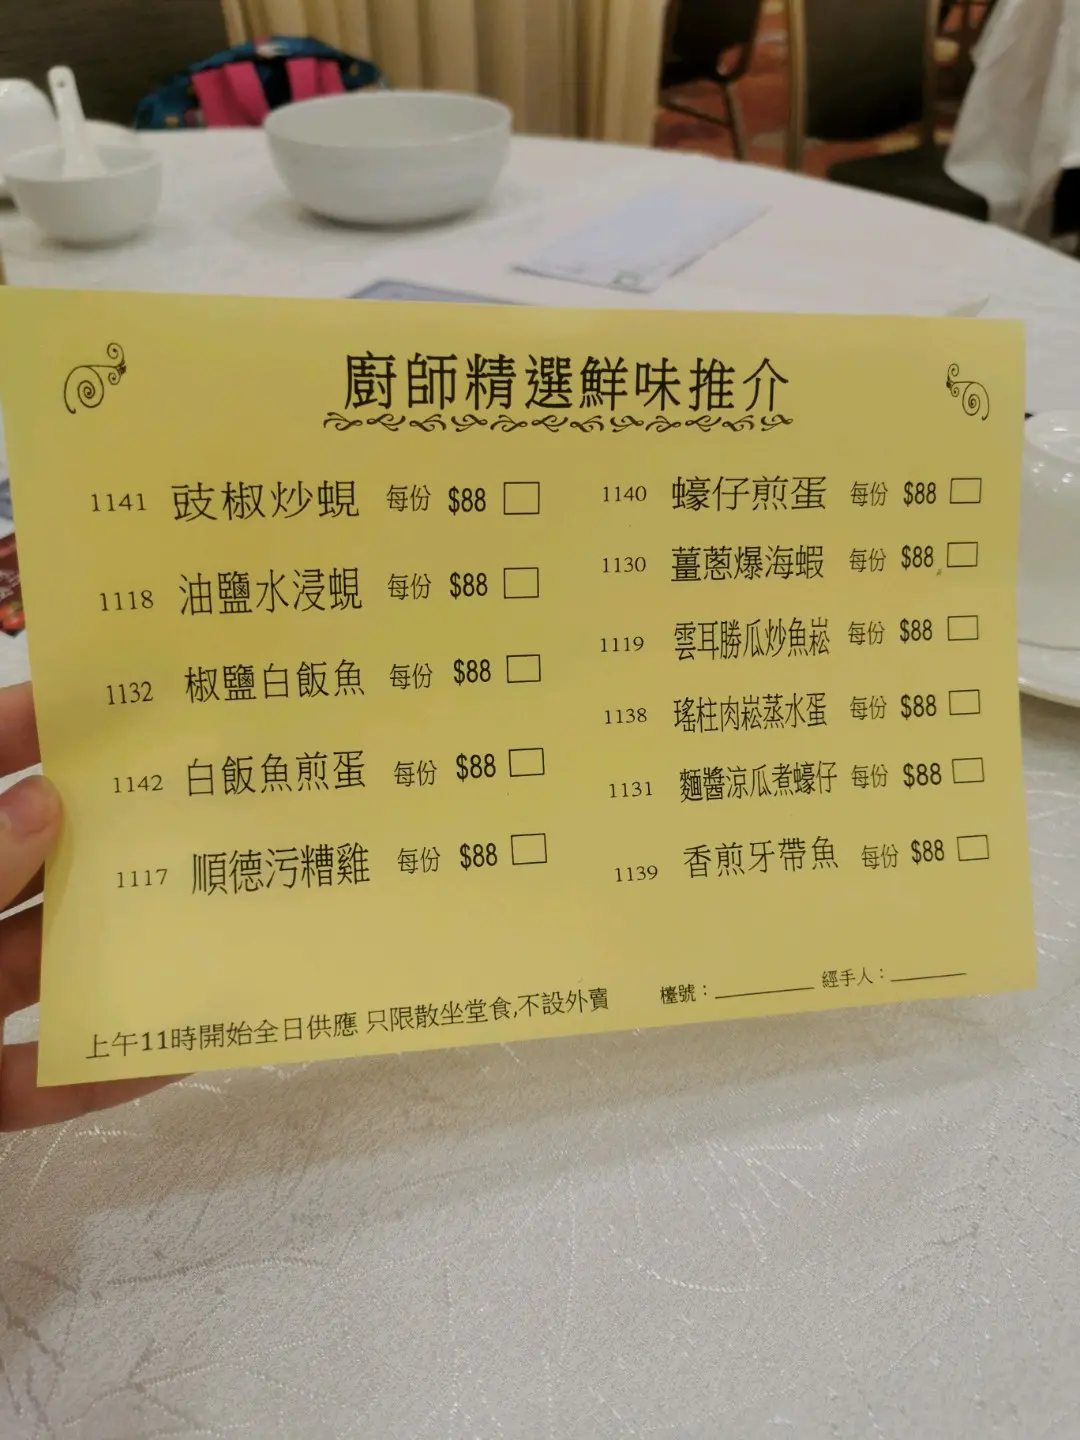 廚師精選鮮味推介
1141 豉椒炒蜆 每份 $88
1118 油鹽水浸蜆 每份 $88
1132 椒鹽白飯魚 每份 $88
1142 白飯魚煎蛋 每份 $88
1117 順德污糟雞 每份 $88
1140 蠔仔煎蛋 每份 $88
1130 薑蔥爆海蝦 每份 $88
1119 雲耳勝瓜炒魚崧 每份 $88
1138 瑤柱肉崧蒸水蛋 每份 $88
1131 麵醬涼瓜煮蠔仔 每份 $88
1139 香煎牙帶魚 每份 $88
上午11時開始全日供應 只限散坐堂食,不設外賣
檯號：________ 經手人：________